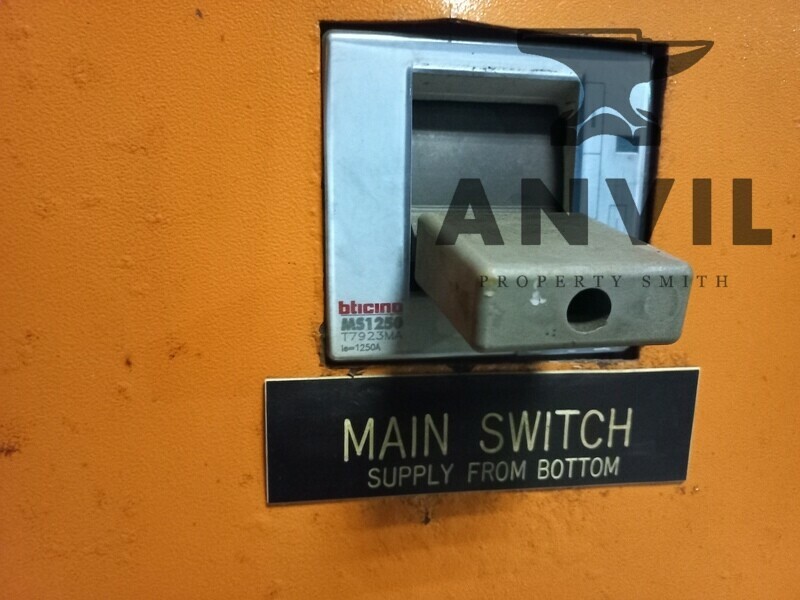 ANVIL
PROPERTY SMITH
bticino
MS1250
T7923MA
Ie=1250A
MAIN SWITCH
SUPPLY FROM BOTTOM